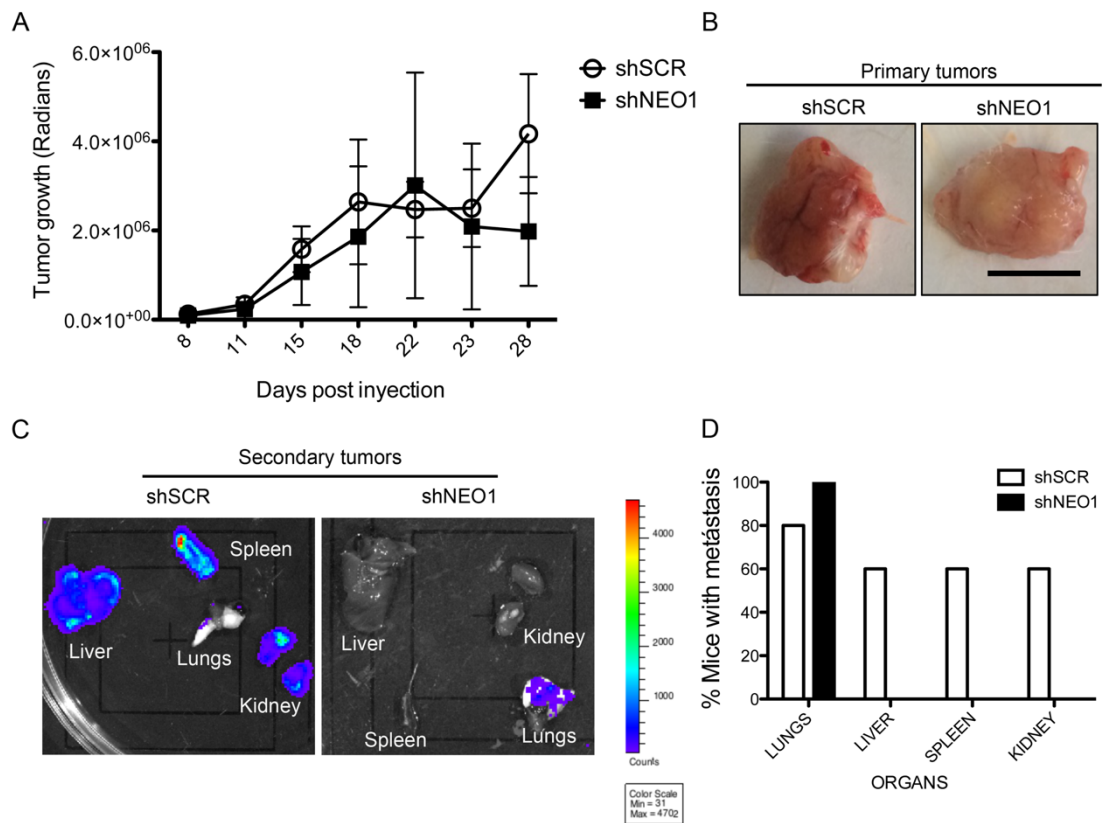 A
6.0×10⁰⁶
4.0×10⁰⁶
2.0×10⁰⁶
0.0×10⁺⁰⁰
Tumor growth (Radians)
8
11
15
18
22
23
28
Days post inyection
shSCR
shNEO1
B
Primary tumors
shSCR
shNEO1
C
Secondary tumors
shSCR
shNEO1
Spleen
Liver
Lungs
Kidney
Liver
Kidney
Spleen
Lungs
4000
3000
2000
1000
Counts
Color Scale
Min = 31
Max = 4702
D
shSCR
shNEO1
% Mice with metástasis
100
80
60
40
20
0
LUNGS
LIVER
SPLEEN
KIDNEY
ORGANS